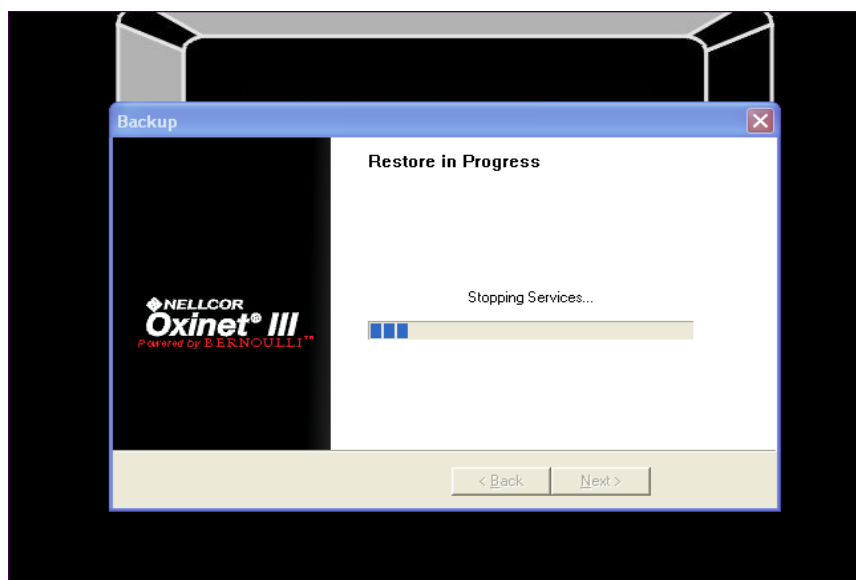 Backup
Restore in Progress
Stopping Services...
NELLCOR
Oxinet® III
Powered by BERNOULLI™
< Back
Next >